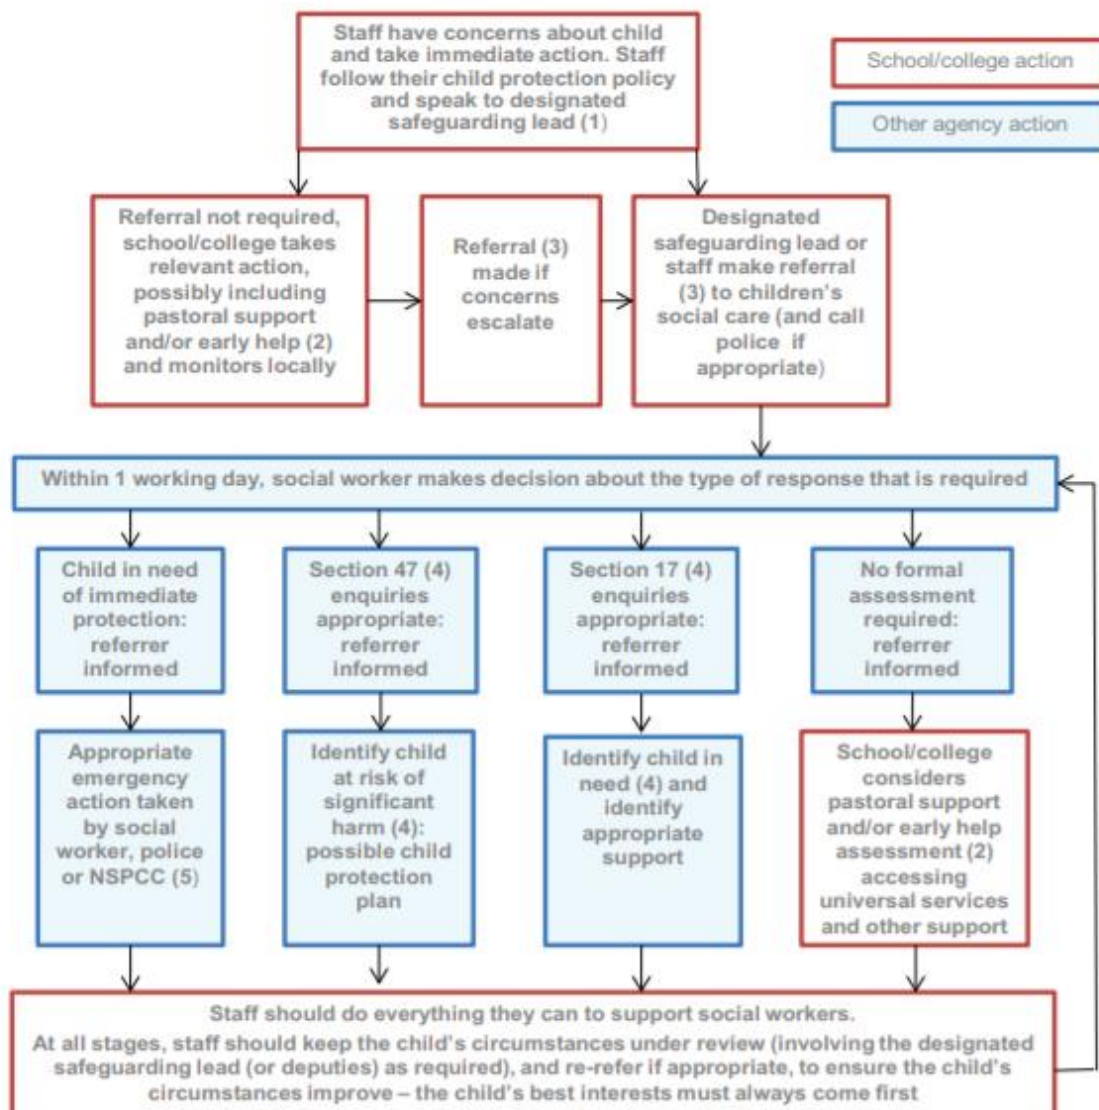 Staff have concerns about child
and take immediate action. Staff
follow their child protection policy
and speak to designated
safeguarding lead (1)
School/college action
Other agency action
Referral not required,
school/college takes
relevant action,
possibly including
pastoral support
and/or early help (2)
and monitors locally
Referral (3)
made if
concerns
escalate
Designated
safeguarding lead or
staff make referral
(3) to children's
social care (and call
police if
appropriate)
Within 1 working day, social worker makes decision about the type of response that is required
Child in need
of immediate
protection:
referrer
informed
Section 47 (4)
enquiries
appropriate:
referrer
informed
Section 17 (4)
enquiries
appropriate:
referrer
informed
No formal
assessment
required:
referrer
informed
Appropriate
emergency
action taken
by social
worker, police
or NSPCC (5)
Identify child
at risk of
significant
harm (4):
possible child
protection
plan
Identify child in
need (4) and
identify
appropriate
support
School/college
considers
pastoral support
and/or early help
assessment (2)
accessing
universal services
and other support
Staff should do everything they can to support social workers.
At all stages, staff should keep the child's circumstances under review (involving the designated
safeguarding lead (or deputies) as required), and re-refer if appropriate, to ensure the child's
circumstances improve – the child's best interests must always come first